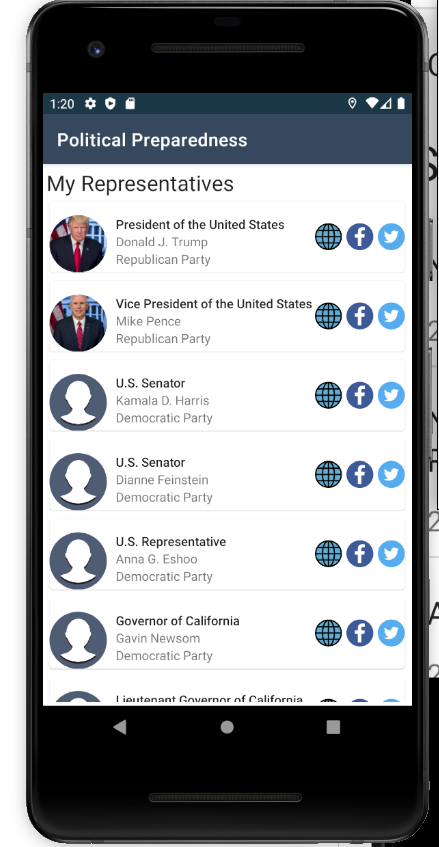 1:20
Political Preparedness
My Representatives
President of the United States
Donald J. Trump
Republican Party
Vice President of the United States
Mike Pence
Republican Party
U.S. Senator
Kamala D. Harris
Democratic Party
U.S. Senator
Dianne Feinstein
Democratic Party
U.S. Representative
Anna G. Eshoo
Democratic Party
Governor of California
Gavin Newsom
Democratic Party
Lieutenant Governor of California